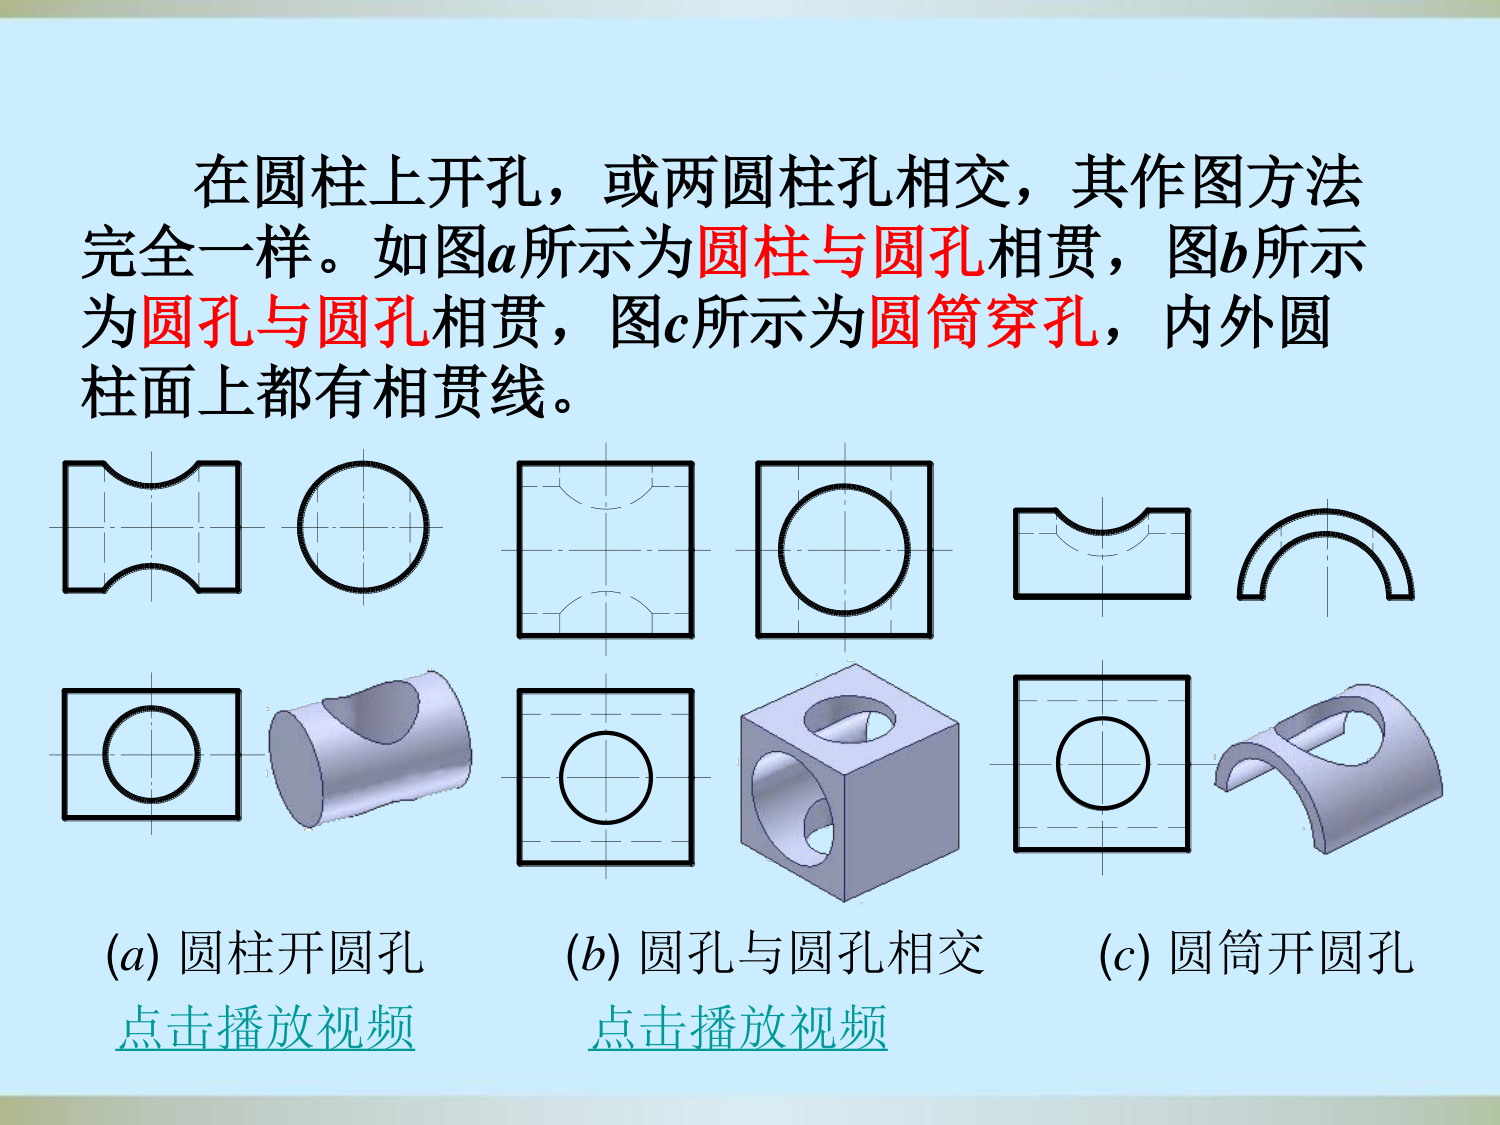 在圆柱上开孔，或两圆柱孔相交，其作图方法
完全一样。如图a所示为圆柱与圆孔相贯，图b所示
为圆孔与圆孔相贯，图c所示为圆筒穿孔，内外圆
柱面上都有相贯线。
(a) 圆柱开圆孔 (b) 圆孔与圆孔相交 (c) 圆筒开圆孔
点击播放视频 点击播放视频